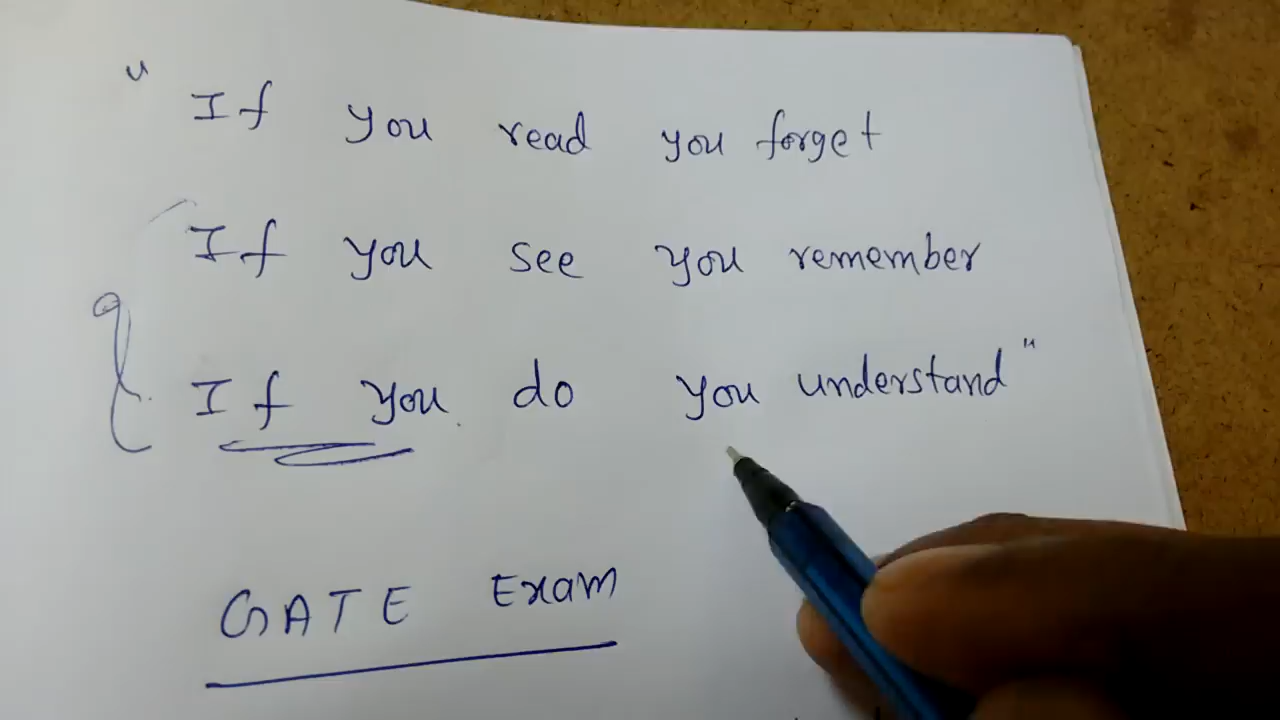 " If you read you forget
If you see you remember
If you do you understand "
GATE Exam